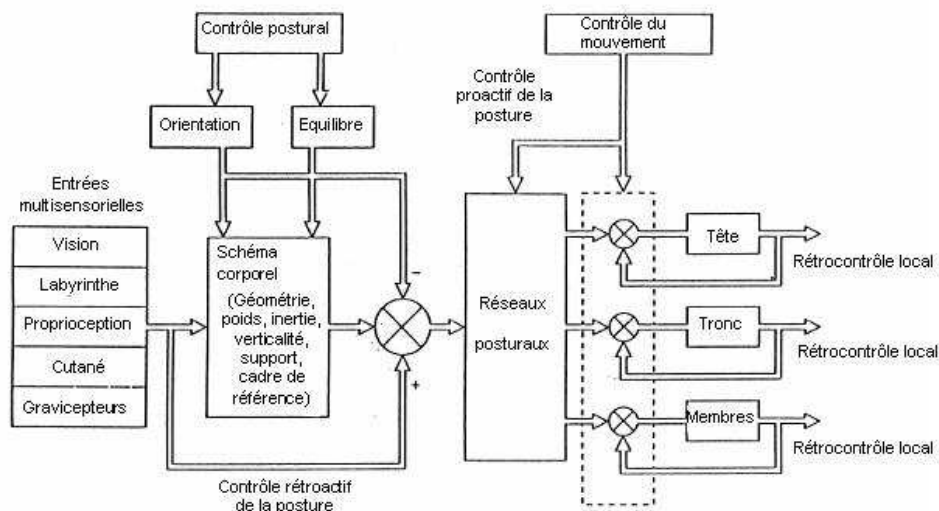 Contrôle postural
Contrôle du
mouvement
Contrôle
proactif de la
posture
Orientation
Equilibre
Entrées
multisensorielles
Vision
Labyrinthe
Proprioception
Cutané
Gravicepteurs
Schéma
corporel
(Géométrie,
poids, inertie,
verticalité,
support,
cadre de
référence)
−
+
Contrôle rétroactif
de la posture
Réseaux
posturaux
Tête
Rétrocontrôle local
Tronc
Rétrocontrôle local
Membres
Rétrocontrôle local